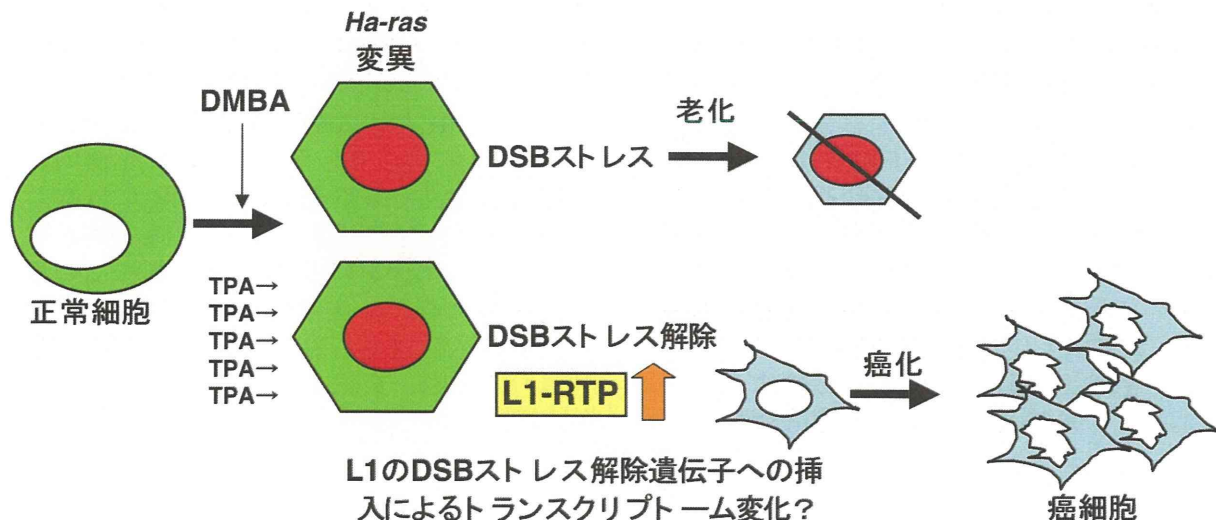 Ha-ras
変異
DMBA
DSBストレス
老化
正常細胞
TPA→
TPA→
TPA→
TPA→
TPA→
DSBストレス解除
L1-RTP
癌化
L1のDSBストレス解除遺伝子への挿
入によるトランスクリプトーム変化?
癌細胞